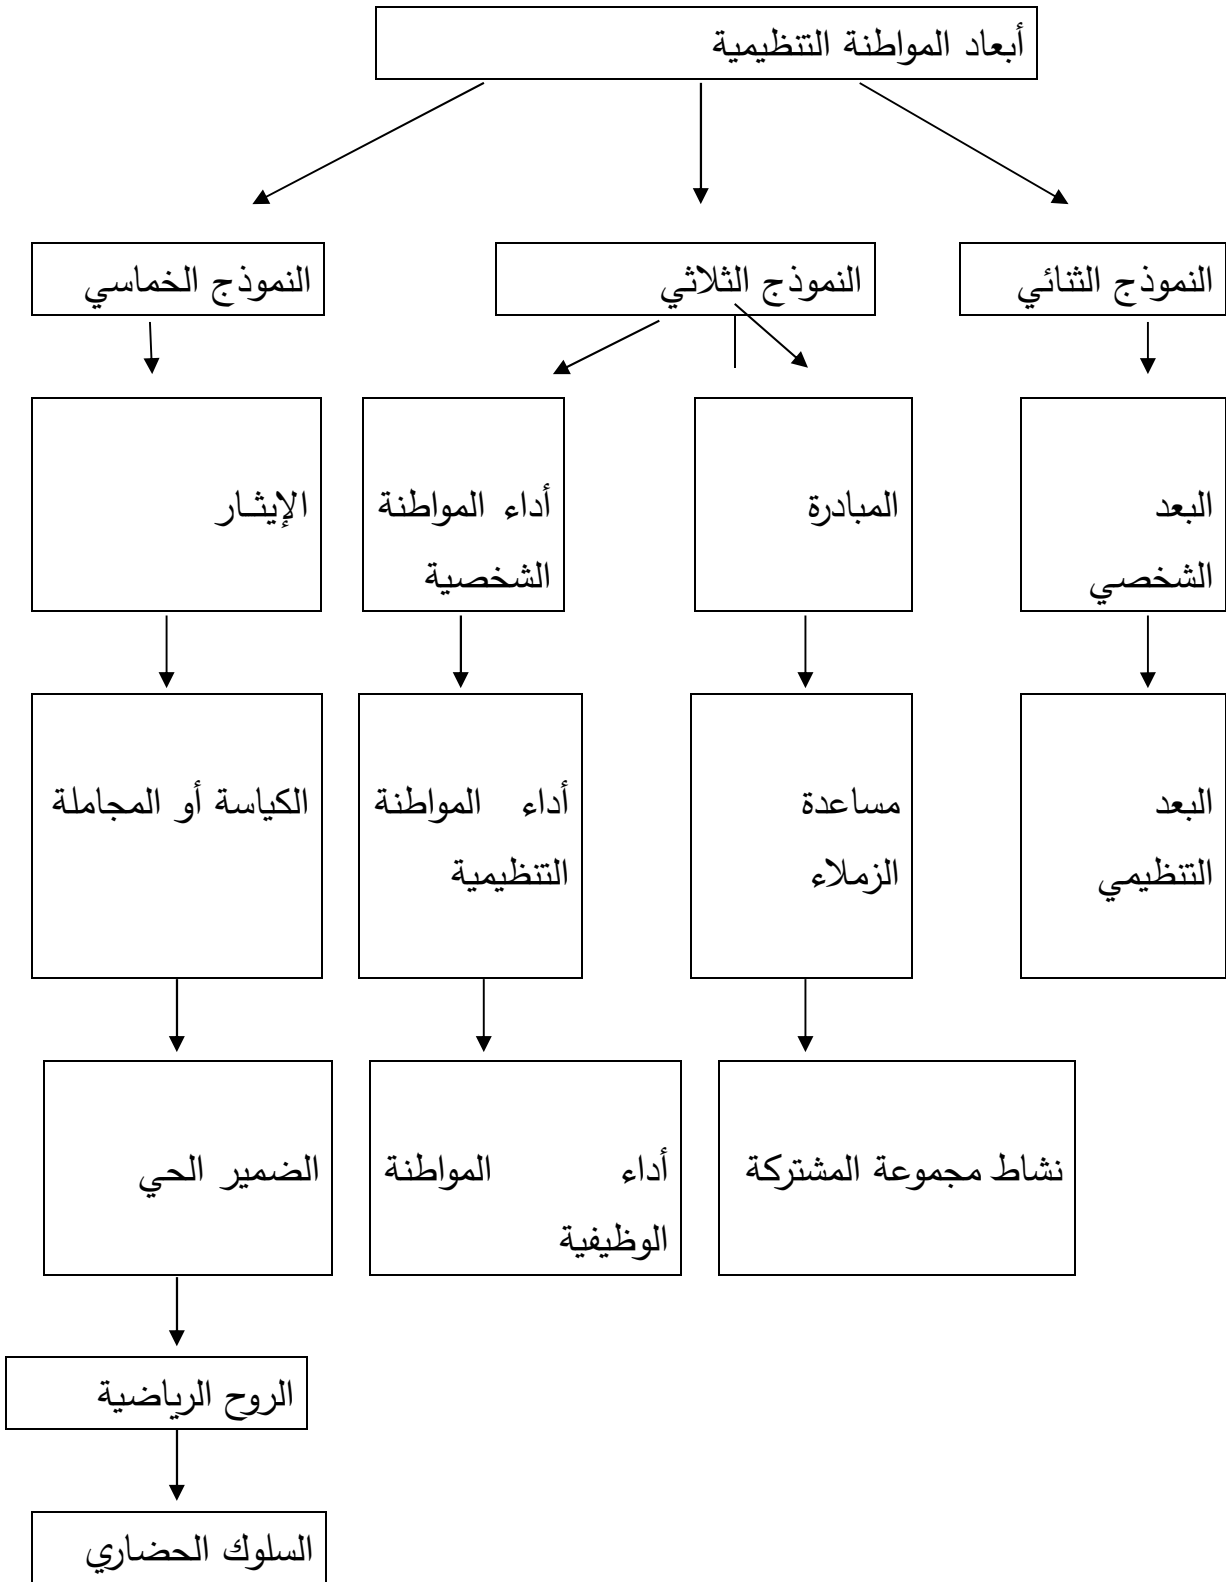 أبعاد المواطنة التنظيمية
النموذج الثنائي
النموذج الثلاثي
النموذج الخماسي
البعد
الشخصي
المبادرة
أداء المواطنة
الشخصية
الإيثـار
البعد
التنظيمي
مساعدة
الزملاء
أداء المواطنة
التنظيمية
الكياسة أو المجاملة
نشاط مجموعة المشتركة
أداء المواطنة
الوظيفية
الضمير الحي
الروح الرياضية
السلوك الحضاري